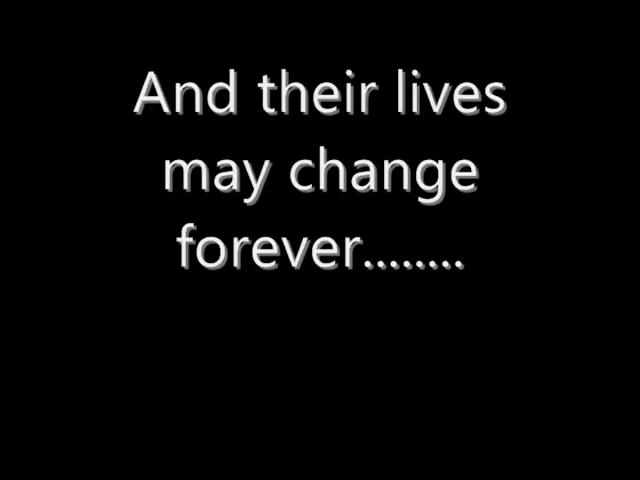 And their lives
may change
forever........